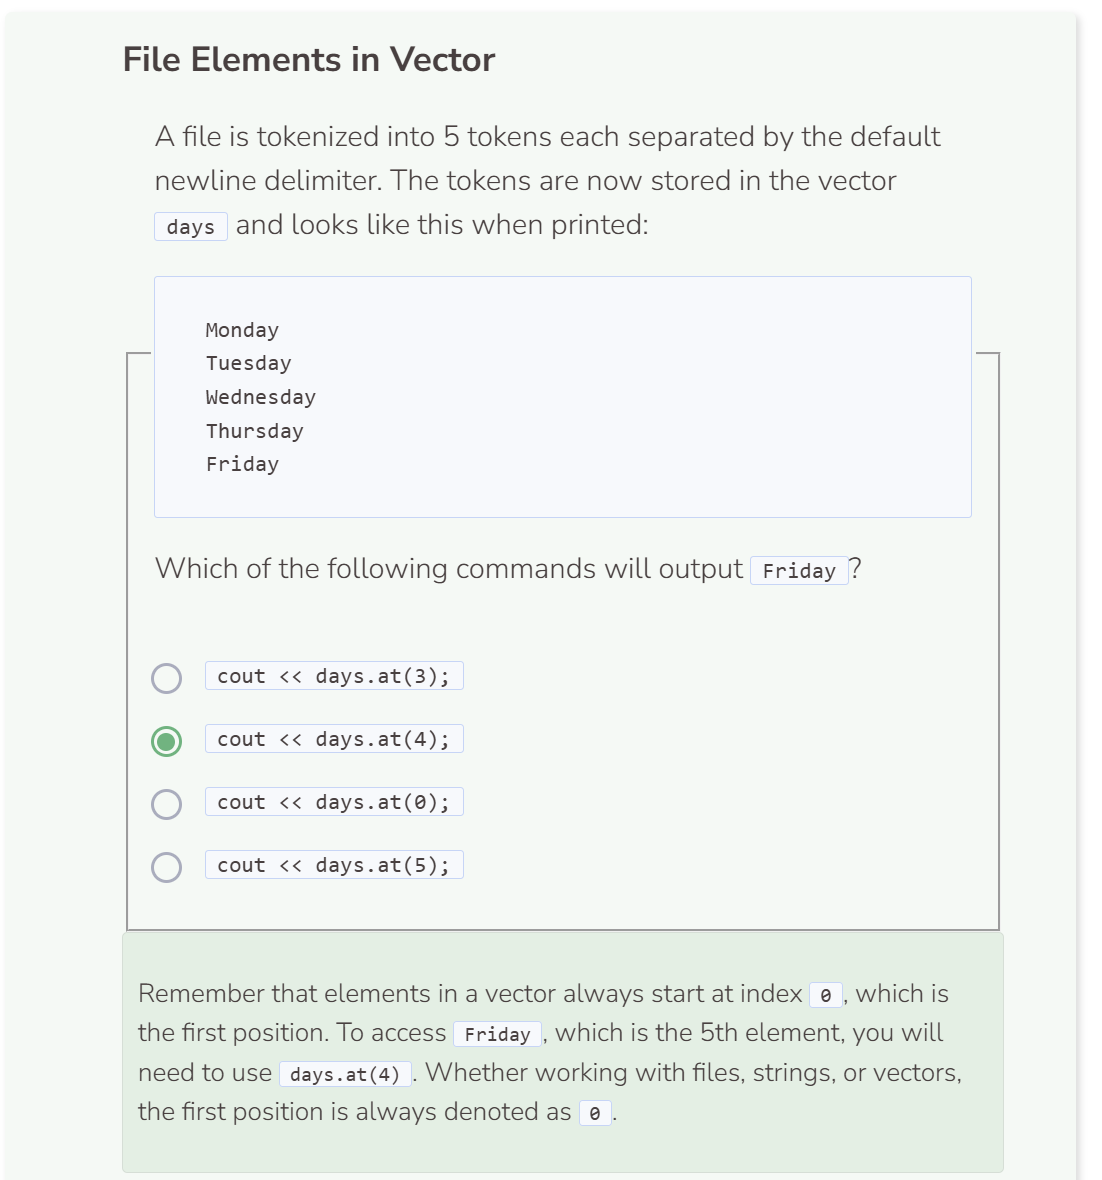 File Elements in Vector
A file is tokenized into 5 tokens each separated by the default
newline delimiter. The tokens are now stored in the vector
days and looks like this when printed:
Monday
Tuesday
Wednesday
Thursday
Friday
Which of the following commands will output Friday?
cout << days.at(3);
cout << days.at(4);
cout << days.at(0);
cout << days.at(5);
Remember that elements in a vector always start at index 0, which is
the first position. To access Friday, which is the 5th element, you will
need to use days.at(4). Whether working with files, strings, or vectors,
the first position is always denoted as 0.